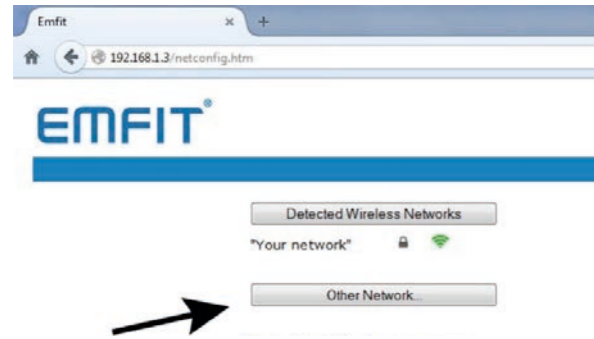 Emfit
192.168.1.3/netconfig.htm
EMFIT®
Detected Wireless Networks
"Your network"
Other Network...